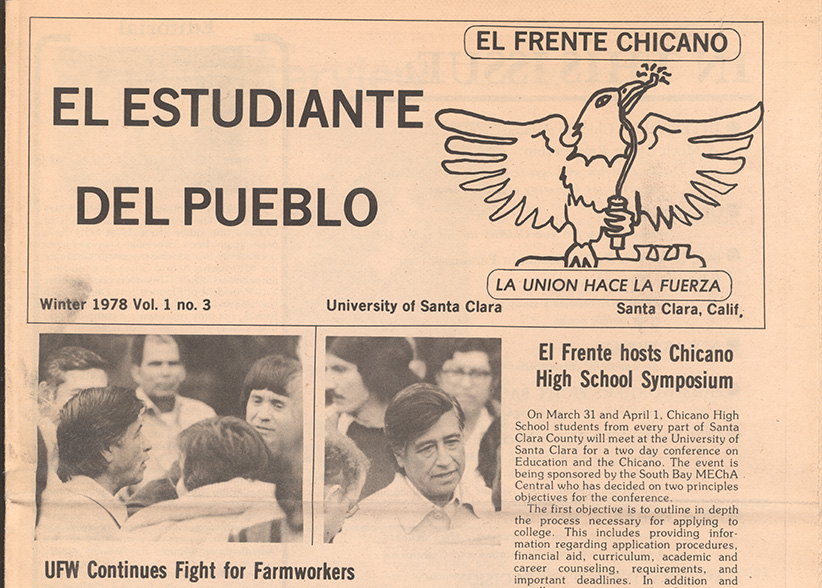 EL FRENTE CHICANO
EL ESTUDIANTE
DEL PUEBLO
LA UNION HACE LA FUERZA
Winter 1978 Vol. 1 no. 3
University of Santa Clara
Santa Clara, Calif.
El Frente hosts Chicano
High School Symposium
On March 31 and April 1, Chicano High
School students from every part of Santa
Clara County will meet at the University of
Santa Clara for a two day conference on
Education and the Chicano. The event is
being sponsored by the South Bay MEChA
Central who has decided on two principles
objectives for the conference.
The first objective is to outline in depth
the process necessary for applying to
college. This includes providing infor-
mation regarding application procedures,
financial aid, curriculum, academic and
career counseling, requirements, and
important deadlines. In addition and
UFW Continues Fight for Farmworkers